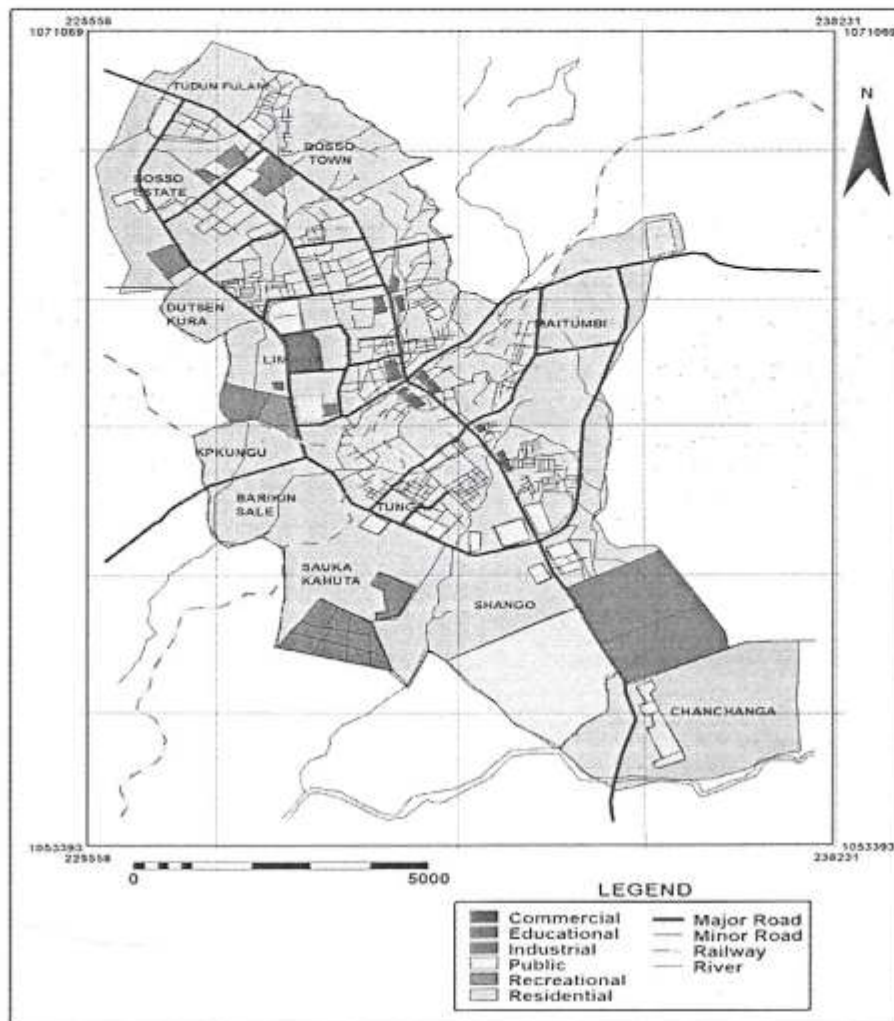 225558
238231
1071069
1071069
N
TUDUN FULANI
BOSSO
TOWN
BOSSO
ESTATE
DUTSEN
KURA
MAITUMBI
KPKUNGU
BARIKIN
SALE
TUNGA
SAUKA
KAHUTA
SHANGO
CHANCHANGA
1053393
1053393
225558
238231
0
5000
LEGEND
Commercial
Educational
Industrial
Public
Recreational
Residential
Major Road
Minor Road
Railway
River